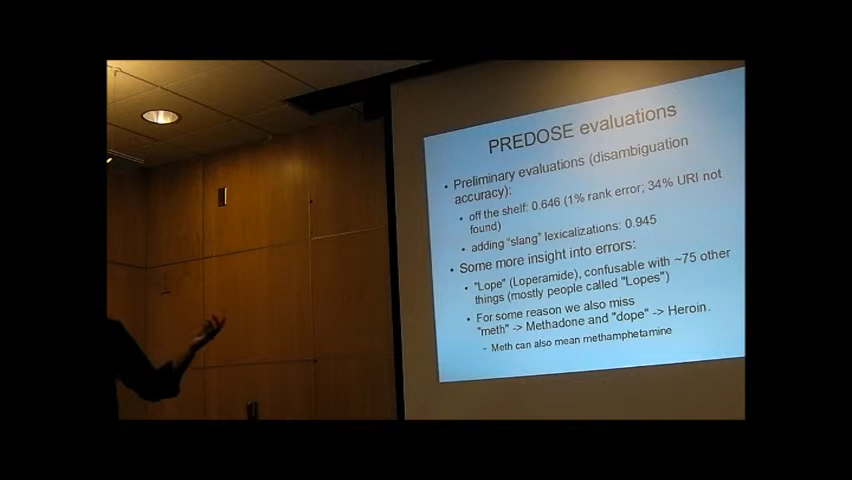 PREDOSE evaluations
• Preliminary evaluations (disambiguation
accuracy):
• off the shelf: 0.646 (1% rank error, 34% URI not
found)
• adding "slang" lexicalizations: 0.945
• Some more insight into errors:
• "Lope" (Loperamide), confusable with ~75 other
things (mostly people called "Lopes")
• For some reason we also miss
"meth" -> Methadone and "dope" -> Heroin.
– Meth can also mean methamphetamine